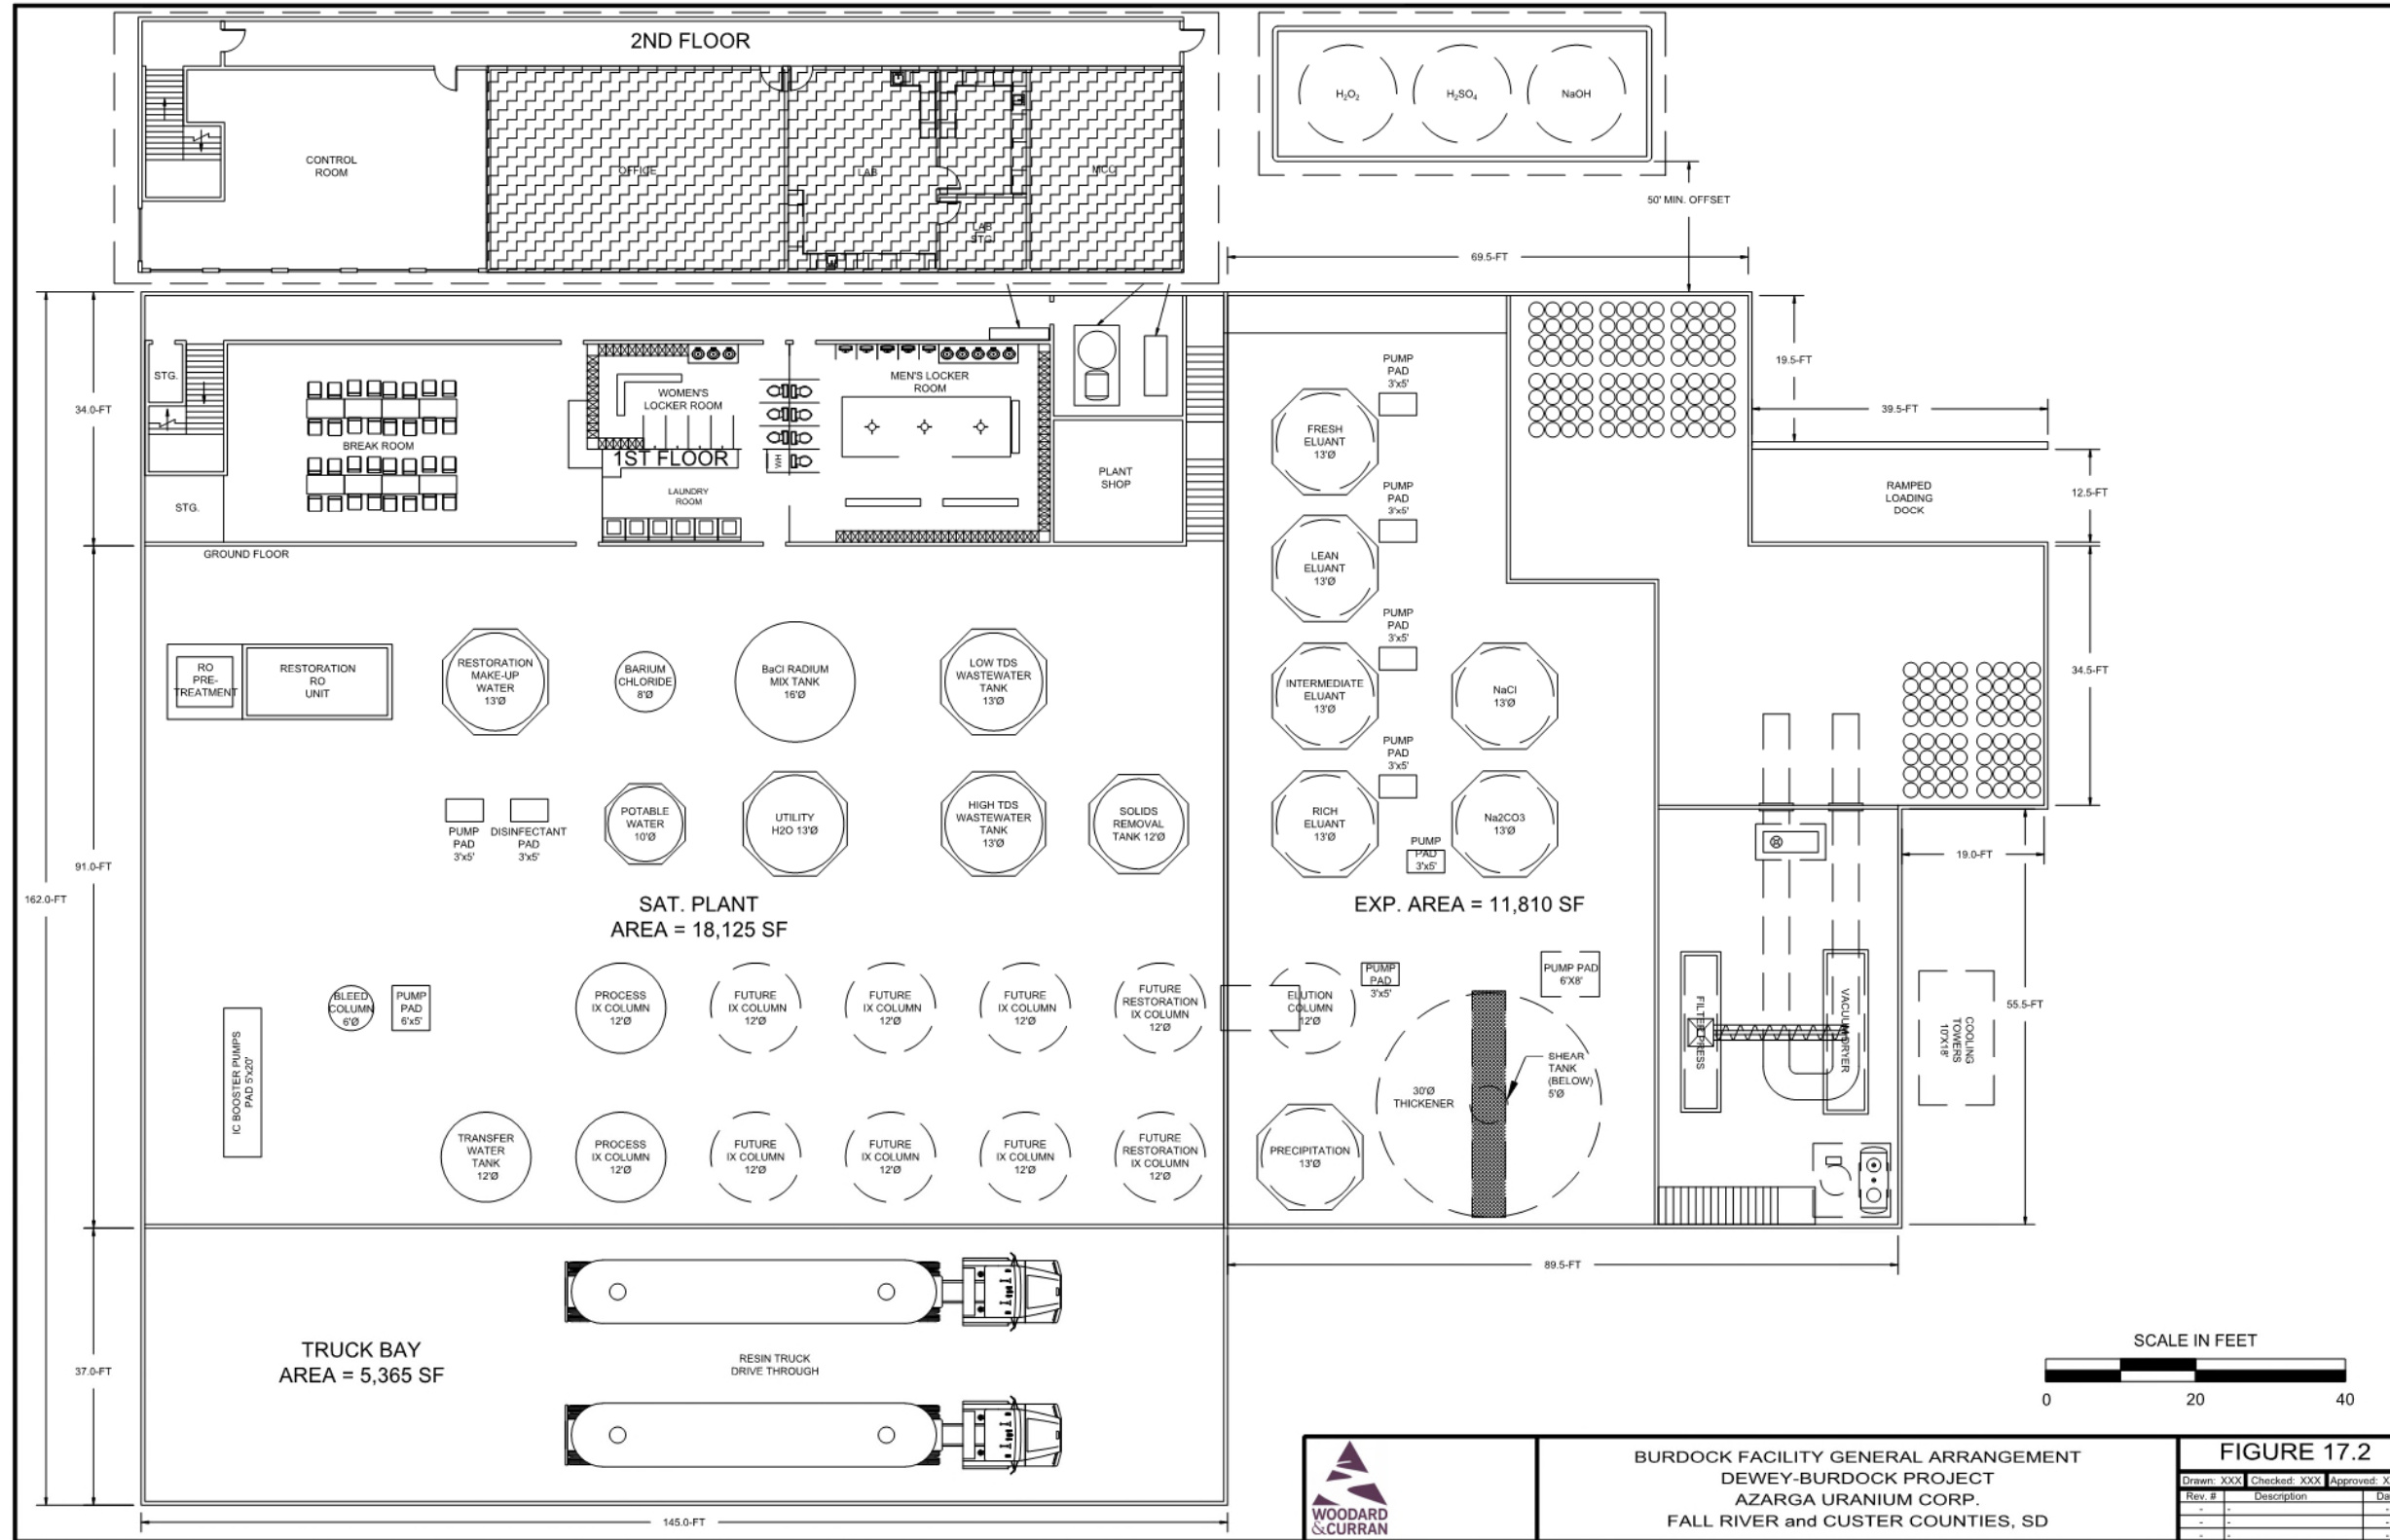 2ND FLOOR
CONTROL
ROOM
OFFICE
LAB
LAB
STG.
MCC
H₂O₂
H₂SO₄
NaOH
50' MIN. OFFSET
69.5-FT
19.5-FT
39.5-FT
12.5-FT
34.5-FT
19.0-FT
55.5-FT
89.5-FT
34.0-FT
91.0-FT
162.0-FT
37.0-FT
145.0-FT
STG.
STG.
BREAK ROOM
WOMEN'S
LOCKER ROOM
1ST FLOOR
LAUNDRY
ROOM
WH
MEN'S LOCKER
ROOM
PLANT
SHOP
GROUND FLOOR
RAMPED
LOADING
DOCK
PUMP
PAD
3'x5'
FRESH
ELUANT
13'Ø
PUMP
PAD
3'x5'
LEAN
ELUANT
13'Ø
PUMP
PAD
3'x5'
INTERMEDIATE
ELUANT
13'Ø
NaCl
13'Ø
PUMP
PAD
3'x5'
RICH
ELUANT
13'Ø
Na2CO3
13'Ø
PUMP
PAD
3'x5'
RO
PRE-
TREATMENT
RESTORATION
RO
UNIT
RESTORATION
MAKE-UP
WATER
13'Ø
BARIUM
CHLORIDE
8'Ø
BaCl RADIUM
MIX TANK
16'Ø
LOW TDS
WASTEWATER
TANK
13'Ø
PUMP
PAD
3'x5'
DISINFECTANT
PAD
3'x5'
POTABLE
WATER
10'Ø
UTILITY
H2O 13'Ø
HIGH TDS
WASTEWATER
TANK
13'Ø
SOLIDS
REMOVAL
TANK 12'Ø
SAT. PLANT
AREA = 18,125 SF
EXP. AREA = 11,810 SF
BLEED
COLUMN
6'Ø
PUMP
PAD
6'x5'
PROCESS
IX COLUMN
12'Ø
FUTURE
IX COLUMN
12'Ø
FUTURE
IX COLUMN
12'Ø
FUTURE
IX COLUMN
12'Ø
FUTURE
RESTORATION
IX COLUMN
12'Ø
ELUTION
COLUMN
12'Ø
PUMP
PAD
3'x5'
PUMP PAD
6'X8'
IC BOOSTER PUMPS
PAD 5'x20'
30'Ø
THICKENER
SHEAR
TANK
(BELOW)
5'Ø
FILTER PRESS
VACUUM DRYER
COOLING
TOWERS
10'X18'
TRANSFER
WATER
TANK
12'Ø
PROCESS
IX COLUMN
12'Ø
FUTURE
IX COLUMN
12'Ø
FUTURE
IX COLUMN
12'Ø
FUTURE
IX COLUMN
12'Ø
FUTURE
RESTORATION
IX COLUMN
12'Ø
PRECIPITATION
13'Ø
TRUCK BAY
AREA = 5,365 SF
RESIN TRUCK
DRIVE THROUGH
SCALE IN FEET
0 20 40
WOODARD
&CURRAN
BURDOCK FACILITY GENERAL ARRANGEMENT
DEWEY-BURDOCK PROJECT
AZARGA URANIUM CORP.
FALL RIVER and CUSTER COUNTIES, SD
FIGURE 17.2
Drawn: XXX Checked: XXX Approved: X
Rev. # Description Da
- -
- -
- -